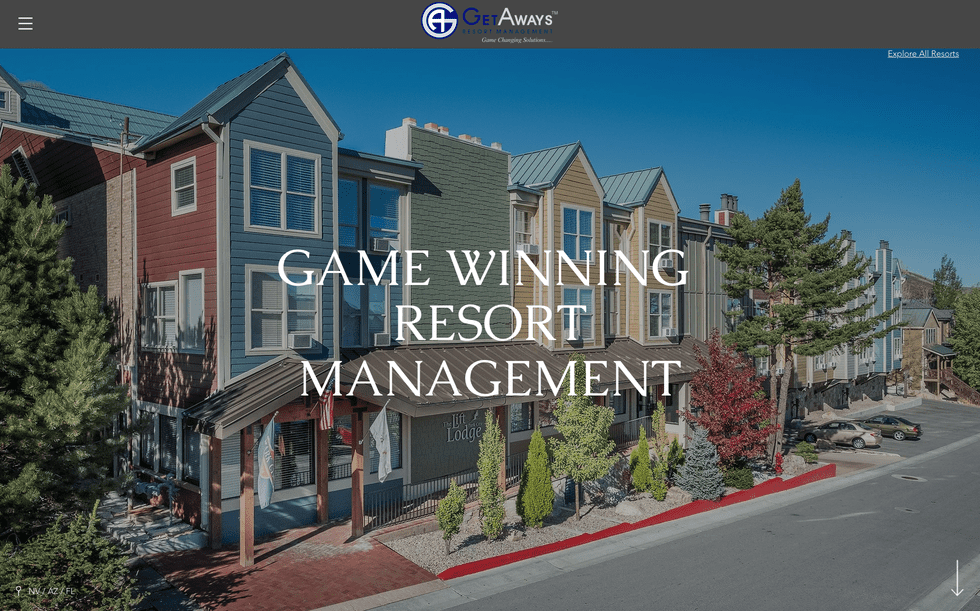 GETAWAYS™
RESORT MANAGEMENT
Game Changing Solutions....
Explore All Resorts
GAME WINNING
RESORT
MANAGEMENT
The Lift
Lodge
NV / AZ / FL